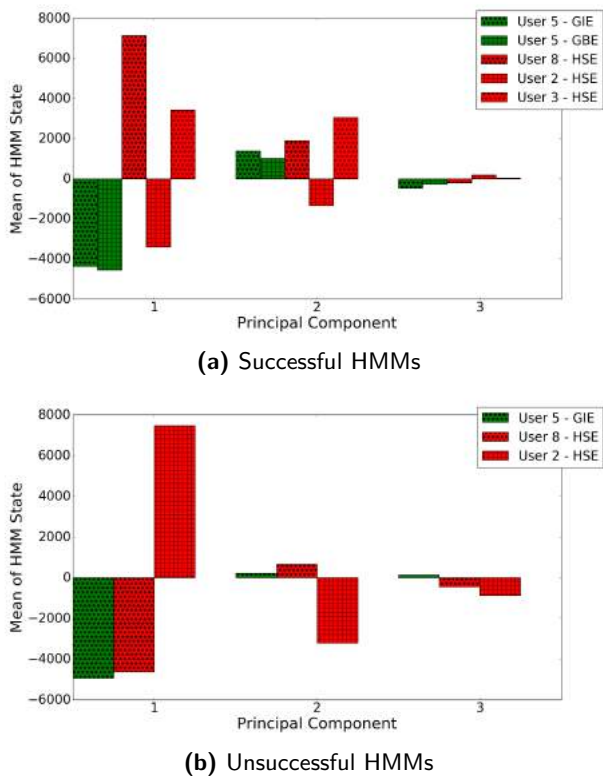 8000
6000
4000
2000
0
−2000
−4000
−6000
Mean of HMM State
1
2
3
Principal Component
User 5 - GIE
User 5 - GBE
User 8 - HSE
User 2 - HSE
User 3 - HSE
(a) Successful HMMs
8000
6000
4000
2000
0
−2000
−4000
−6000
Mean of HMM State
1
2
3
Principal Component
User 5 - GIE
User 8 - HSE
User 2 - HSE
(b) Unsuccessful HMMs